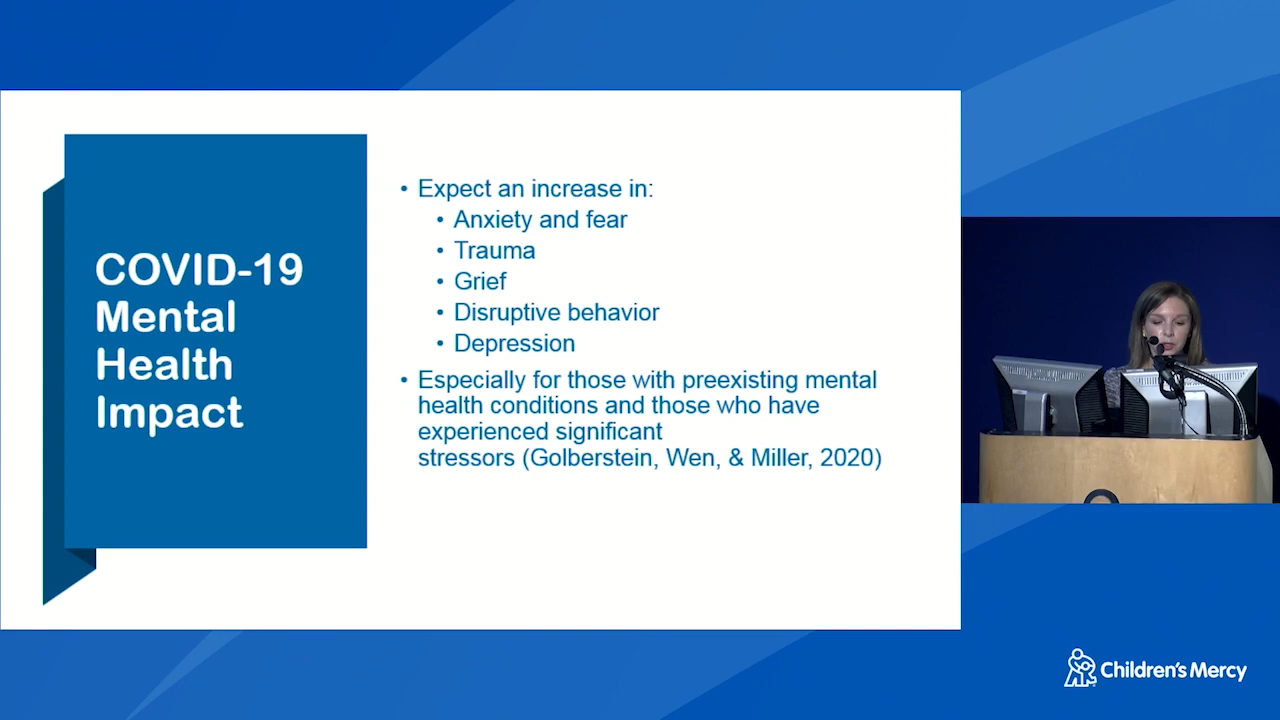 COVID-19
Mental
Health
Impact
• Expect an increase in:
• Anxiety and fear
• Trauma
• Grief
• Disruptive behavior
• Depression
• Especially for those with preexisting mental
health conditions and those who have
experienced significant
stressors (Golberstein, Wen, & Miller, 2020)
Children's Mercy